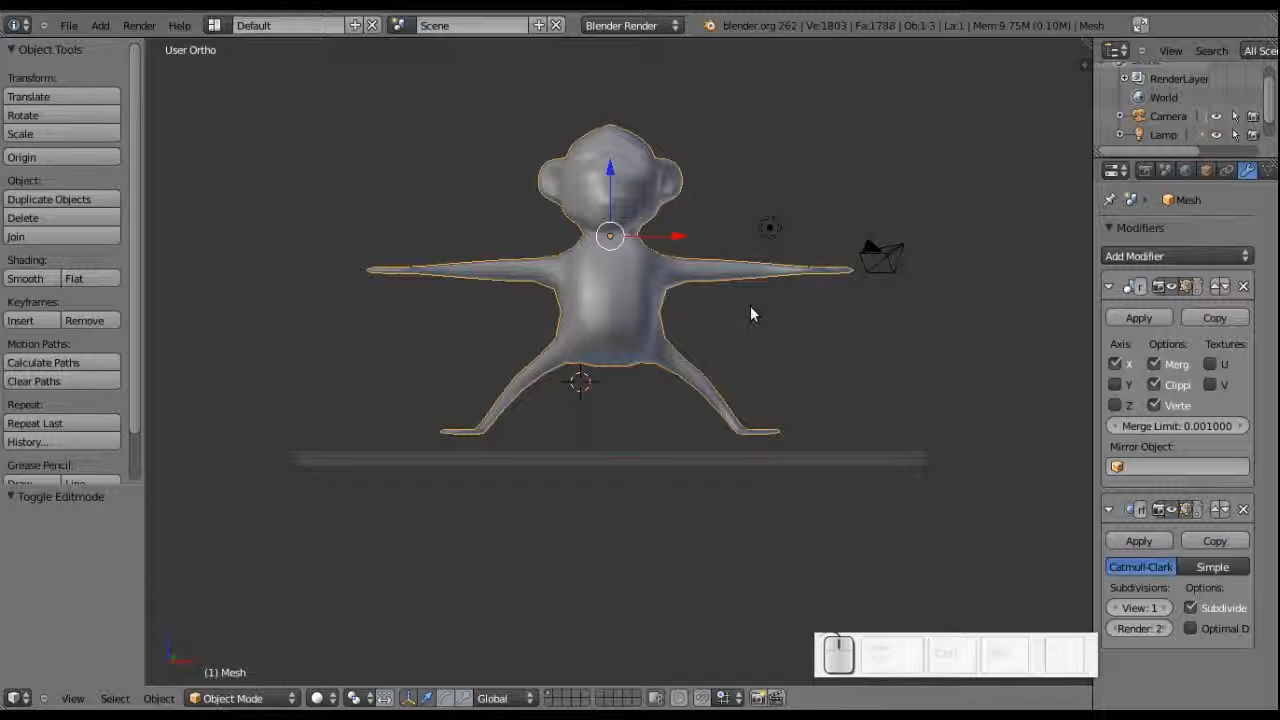 File Add Render Help Default Scene Blender Render blender.org 262 | Ve:1803 | Fa:1788 | Ob:1-3 | La:1 | Mem:9.75M (0.10M) | Mesh
Object Tools
Transform:
Translate
Rotate
Scale
Origin
Object:
Duplicate Objects
Delete
Join
Shading:
Smooth Flat
Keyframes:
Insert Remove
Motion Paths:
Calculate Paths
Clear Paths
Repeat:
Repeat Last
History...
Grease Pencil:
Draw Line
Toggle Editmode
User Ortho
(1) Mesh
View Select Object Object Mode Global
View Search All Sce
RenderLayer
World
Camera
Lamp
Mesh
Modifiers
Add Modifier
Apply Copy
Axis: Options: Textures:
X Merg U
Y Clippi V
Z Verte
Merge Limit: 0.001000
Mirror Object:
Apply Copy
Catmull-Clark Simple
Subdivisions: Options:
View: 1 Subdivide
Render: 2 Optimal D